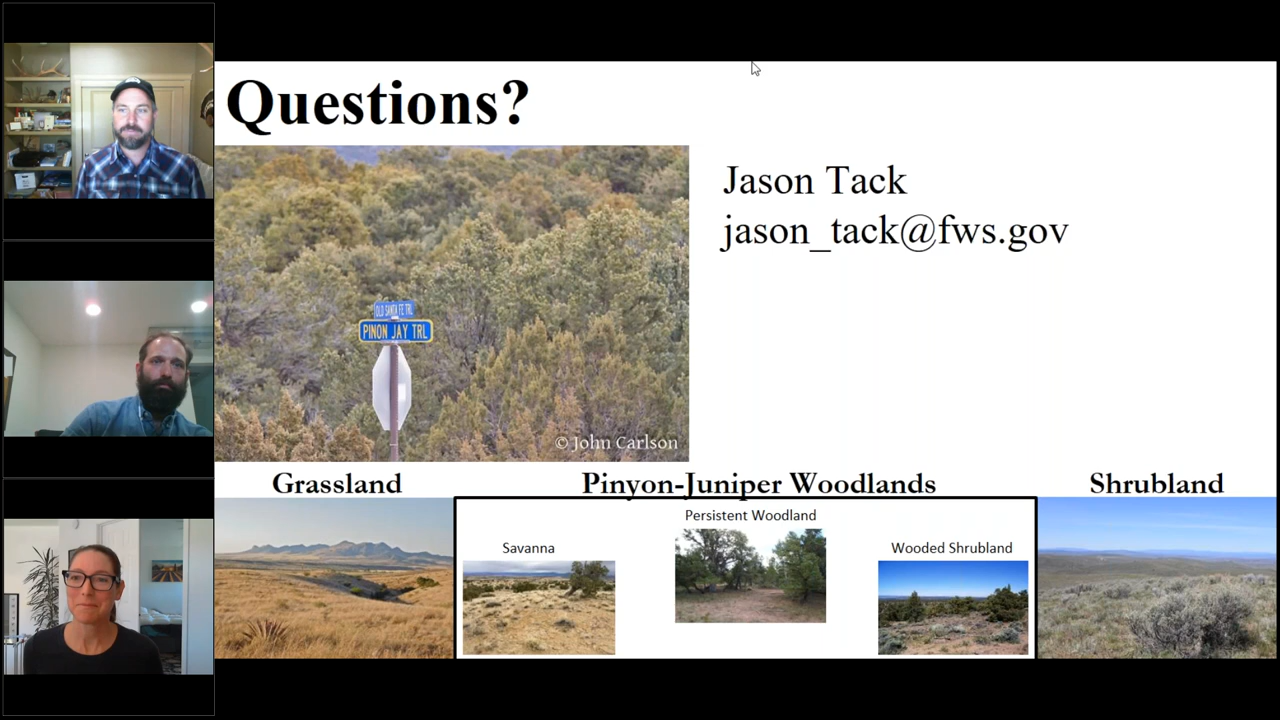 Questions?
Jason Tack
jason_tack@fws.gov
OLD SANTA FE TRL
PINON JAY TRL
© John Carlson
Grassland
Pinyon-Juniper Woodlands
Shrubland
Persistent Woodland
Savanna
Wooded Shrubland